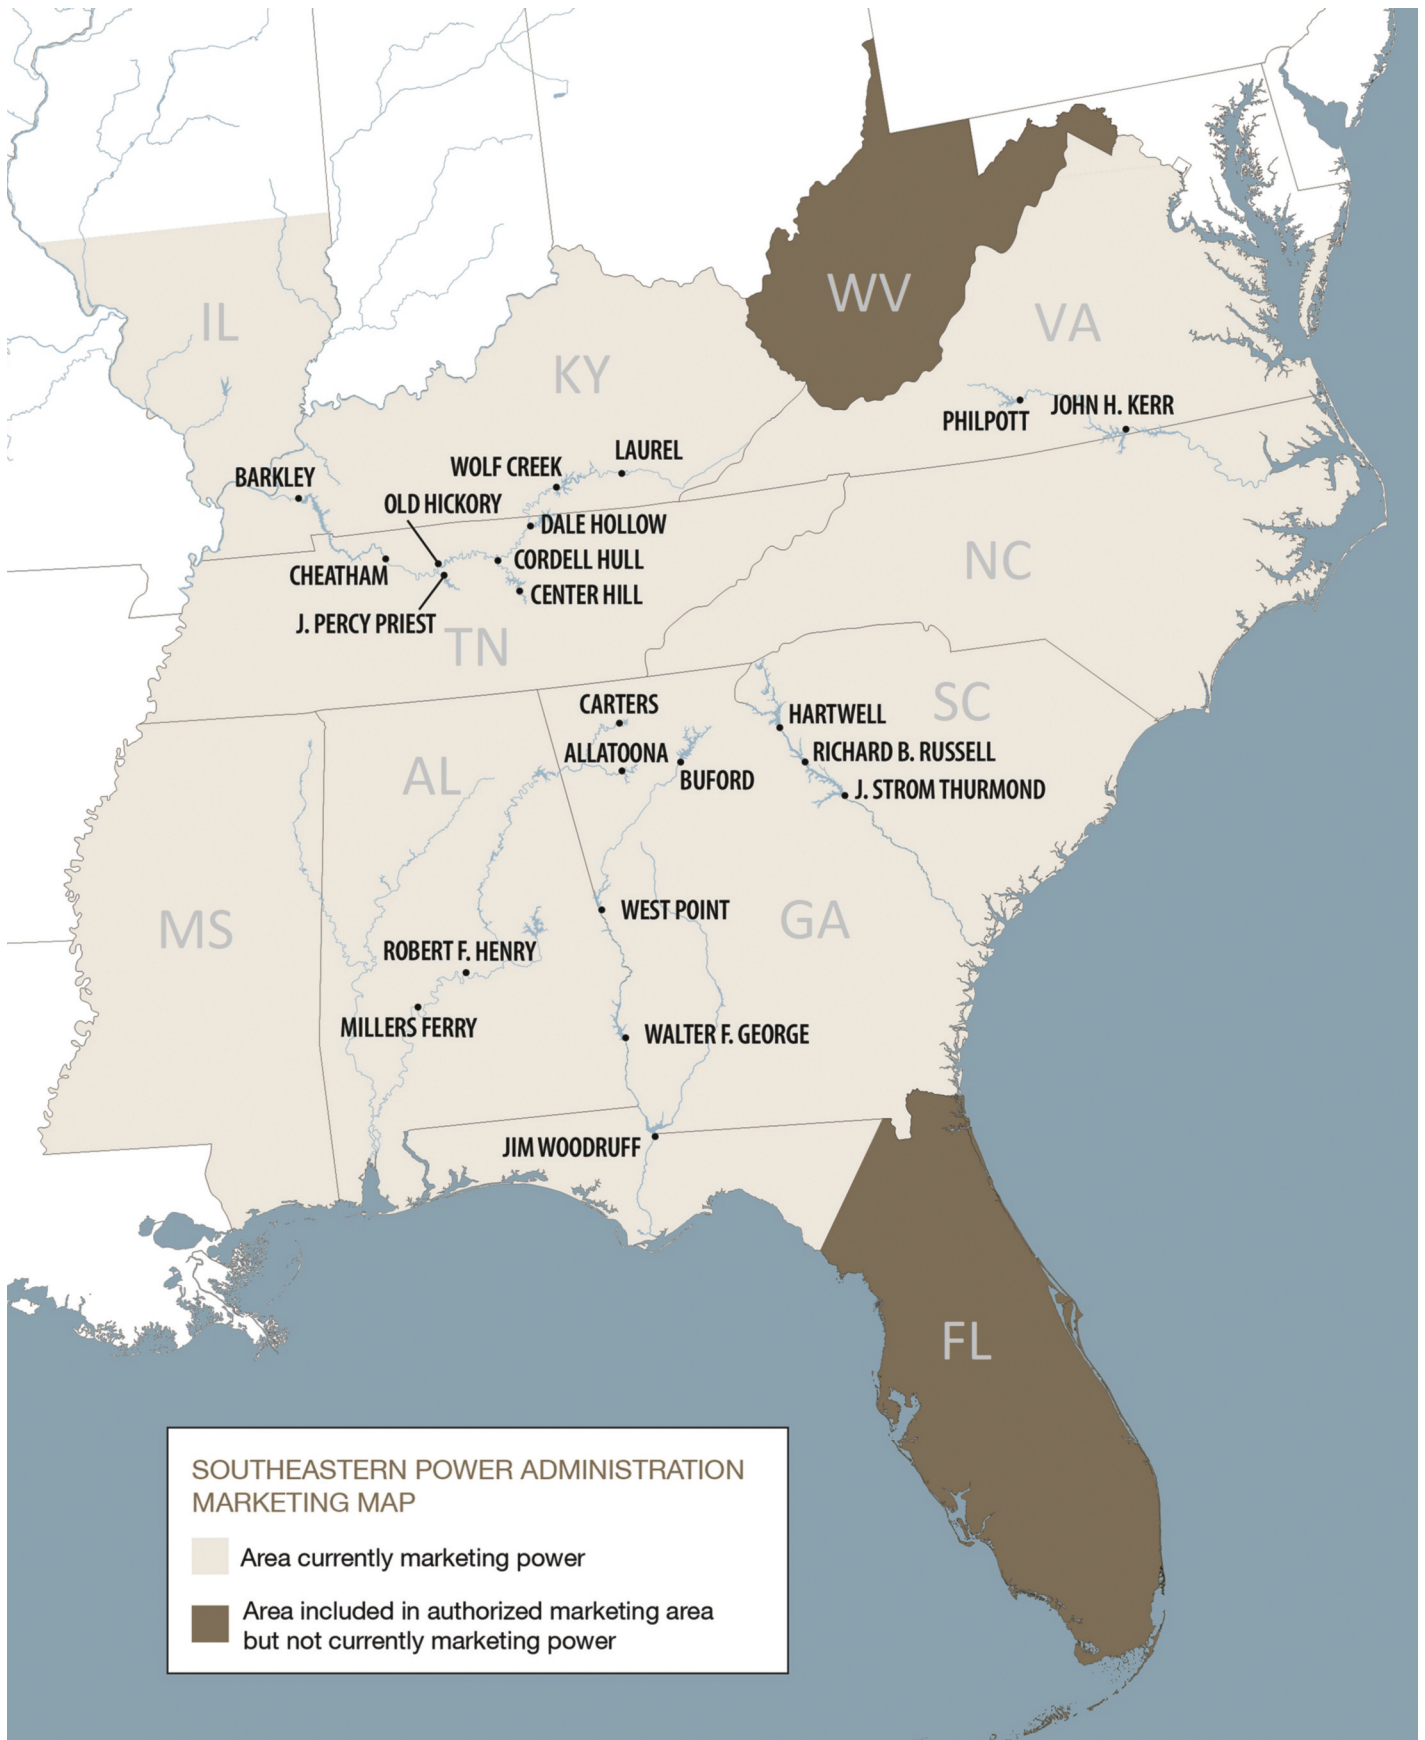 WV
IL
VA
KY
JOHN H. KERR
PHILPOTT
LAUREL
WOLF CREEK
BARKLEY
OLD HICKORY
DALE HOLLOW
CORDELL HULL
NC
CHEATHAM
CENTER HILL
J. PERCY PRIEST
TN
CARTERS
SC
HARTWELL
ALLATOONA
RICHARD B. RUSSELL
AL
BUFORD
J. STROM THURMOND
WEST POINT
GA
MS
ROBERT F. HENRY
MILLERS FERRY
WALTER F. GEORGE
JIM WOODRUFF
FL
SOUTHEASTERN POWER ADMINISTRATION
MARKETING MAP
Area currently marketing power
Area included in authorized marketing area
but not currently marketing power